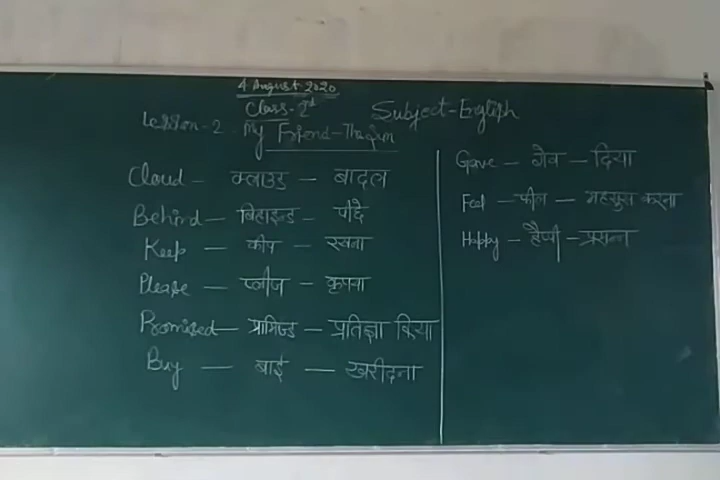 4 August 2020
Class-2nd Subject-English
Lesson-2 My Friend-The
Cloud - क्लाउड - बादल
Behind - बिहाइन्ड - पीछे
Keep - कीप - रखना
Please - प्लीज - कृपया
Promised - प्रामिज्ड - प्रतिज्ञा किया
Buy - बाई - खरीदना
Gave - गेव - दिया
Feel - फील - महसूस करना
Happy - हैप्पी - प्रसन्न